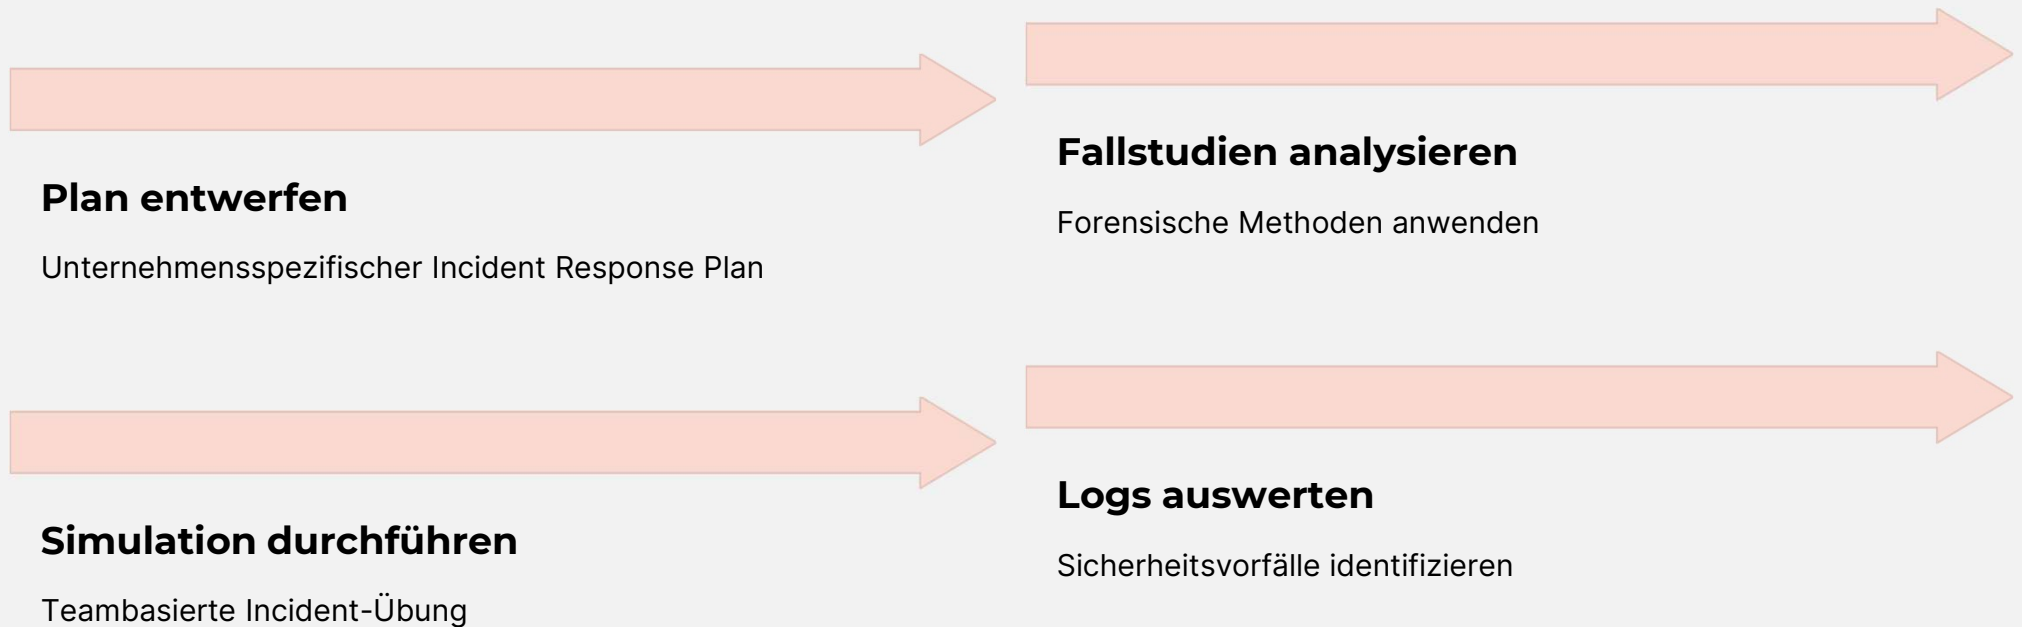 Plan entwerfen
Unternehmensspezifischer Incident Response Plan
Fallstudien analysieren
Forensische Methoden anwenden
Simulation durchführen
Teambasierte Incident-Übung
Logs auswerten
Sicherheitsvorfälle identifizieren